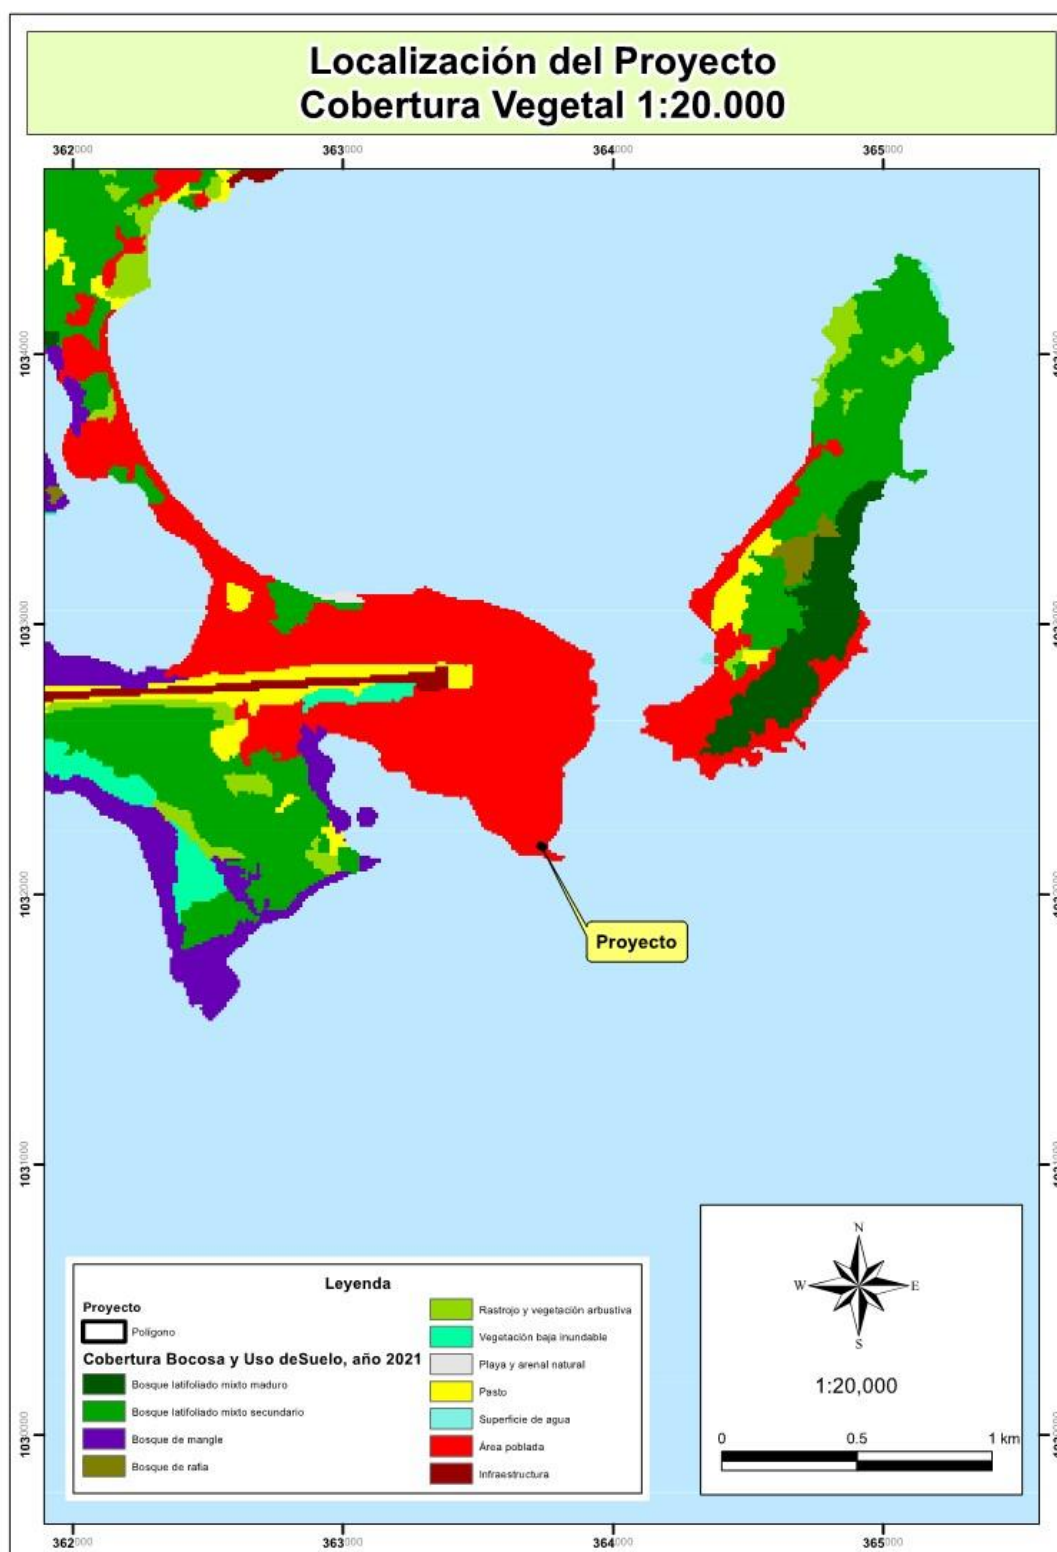 Localización del Proyecto
Cobertura Vegetal 1:20.000
362000 363000 364000 365000
1034000
1033000
1032000
1031000
1030000
Proyecto
Leyenda
Proyecto
Polígono
Cobertura Bocosa y Uso deSuelo, año 2021
Bosque latifoliado mixto maduro
Bosque latifoliado mixto secundario
Bosque de mangle
Bosque de rafia
Rastrojo y vegetación arbustiva
Vegetación baja inundable
Playa y arenal natural
Pasto
Superficie de agua
Área poblada
Infraestructura
N
W E
S
1:20,000
0 0.5 1 km
362000 363000 364000 365000